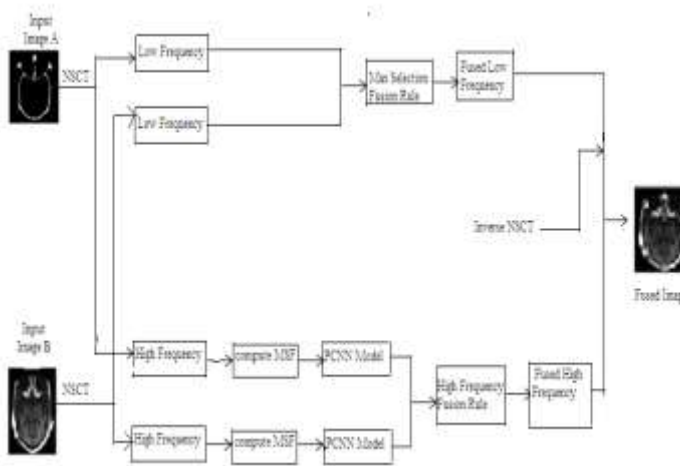 Input
Image A
NSCT
Low Frequency
Low Frequency
Max Selection
Fusion Rule
Fused Low
Frequency
Inverse NSCT
Fused Imag
Input
Image B
NSCT
High Frequency
compute MSF
PCNN Model
High Frequency
compute MSF
PCNN Model
High Frequency
Fusion Rule
Fused High
Frequency